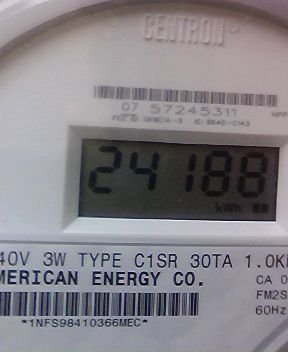 CENTRON®
07 57245311
24188
kWh
40V 3W TYPE C1SR 30TA 1.0K
MERICAN ENERGY CO.
CA 0
FM2S
60Hz
*1NFS98410366MEC*